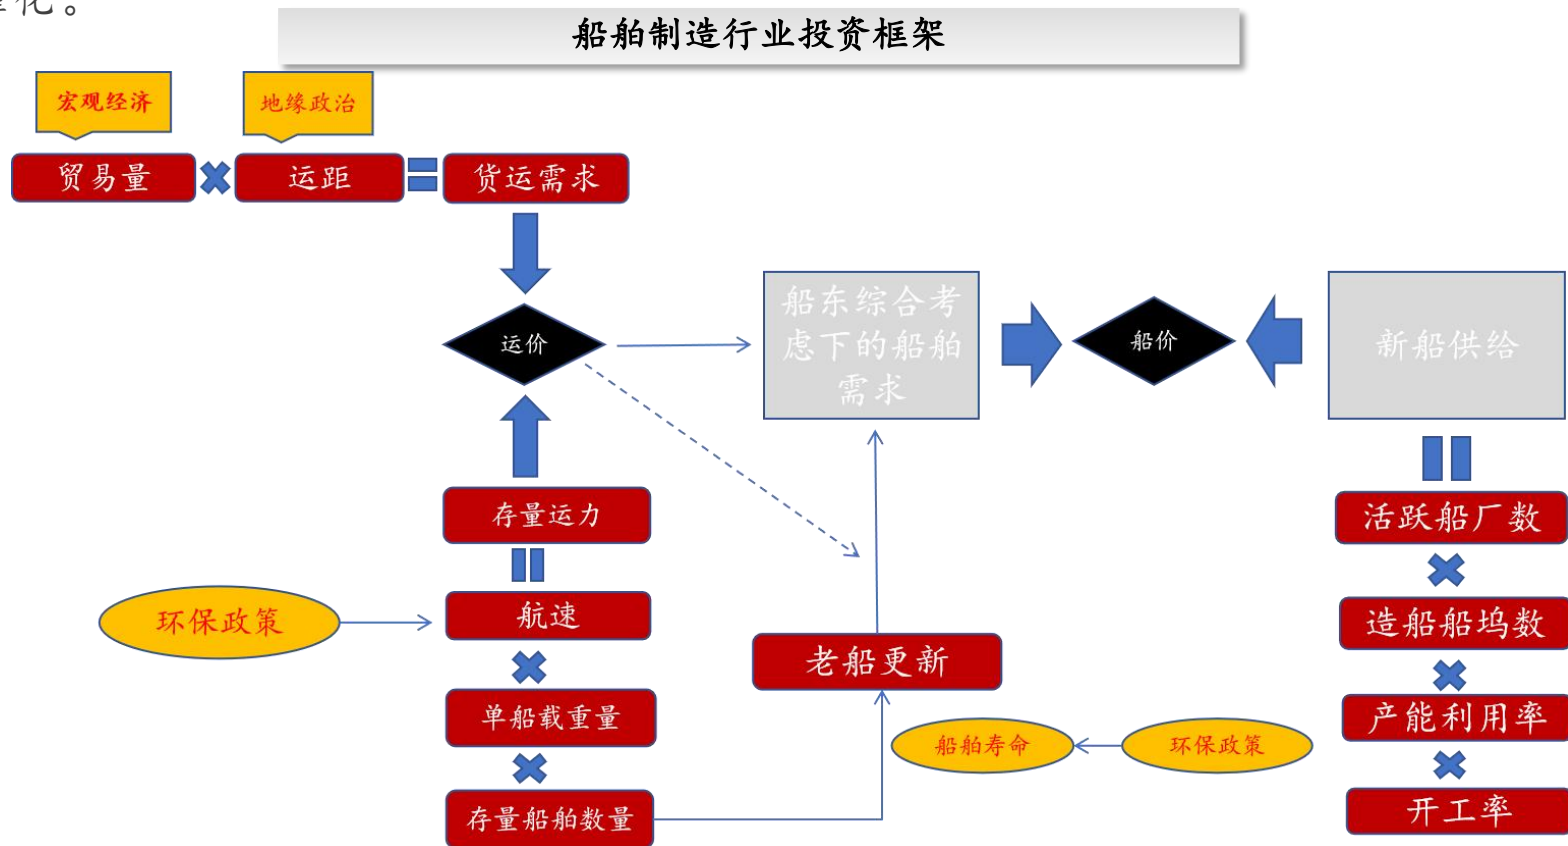 准化。
船舶制造行业投资框架
宏观经济
地缘政治
贸易量
运距
货运需求
运价
船东综合考
虑下的船舶
需求
船价
新船供给
存量运力
活跃船厂数
环保政策
航速
造船船坞数
老船更新
单船载重量
产能利用率
船舶寿命
环保政策
存量船舶数量
开工率